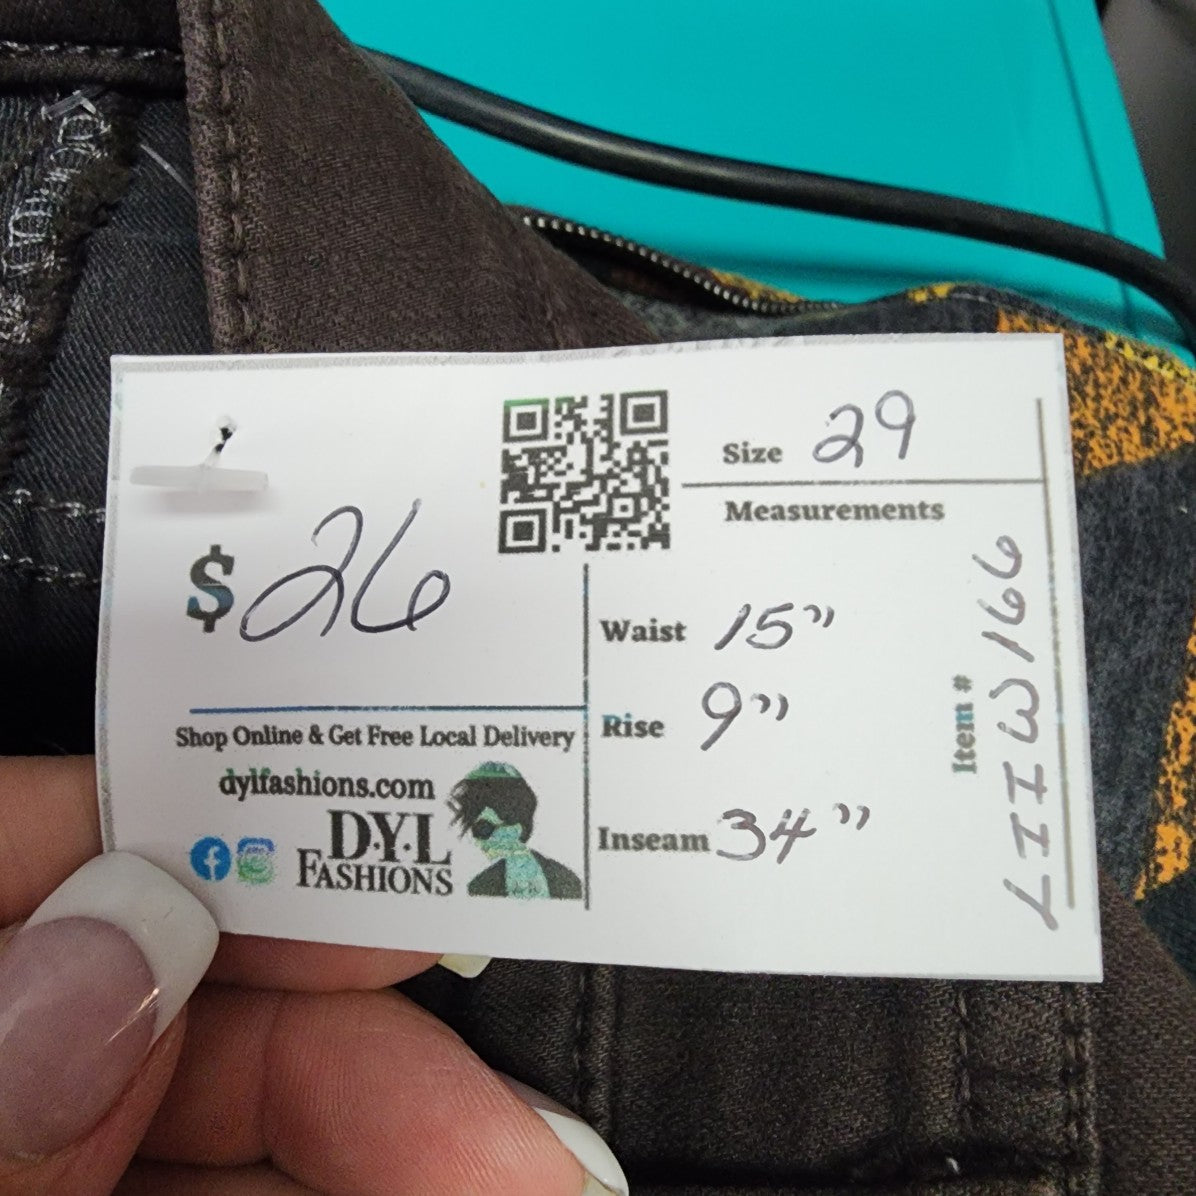 $26
Shop Online & Get Free Local Delivery
dylfashions.com
D·Y·L
FASHIONS
Size 29
Measurements
Waist 15"
Rise 9"
Inseam 34"
Item # LIIW166